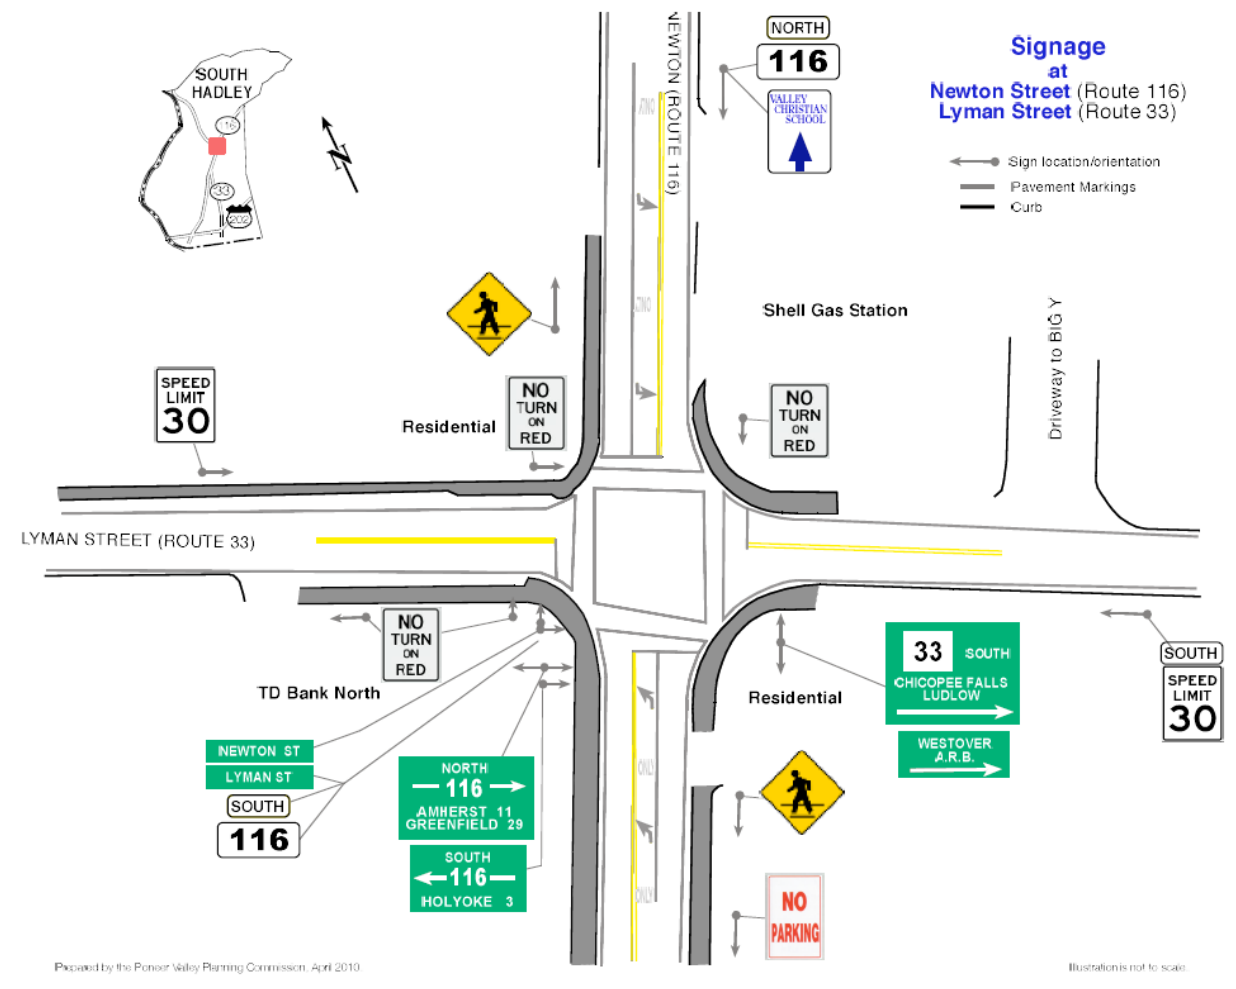 Signage
at
Newton Street (Route 116)
Lyman Street (Route 33)
Sign location/orientation
Pavement Markings
Curb
SOUTH
HADLEY
116
33
202
N
NEWTON (ROUTE 116)
NORTH
116
VALLEY
CHRISTIAN
SCHOOL
ONLY
ONLY
Shell Gas Station
Driveway to BIG Y
SPEED
LIMIT
30
Residential
NO
TURN
ON
RED
NO
TURN
ON
RED
LYMAN STREET (ROUTE 33)
NO
TURN
ON
RED
TD Bank North
Residential
33 SOUTH
CHICOPEE FALLS
LUDLOW
WESTOVER
A.R.B.
SOUTH
SPEED
LIMIT
30
NEWTON ST
LYMAN ST
SOUTH
116
NORTH
116
AMHERST 11
GREENFIELD 29
SOUTH
116
HOLYOKE 3
ONLY
ONLY
NO
PARKING
Prepared by the Pioneer Valley Planning Commission, April 2010.
Illustration is not to scale.